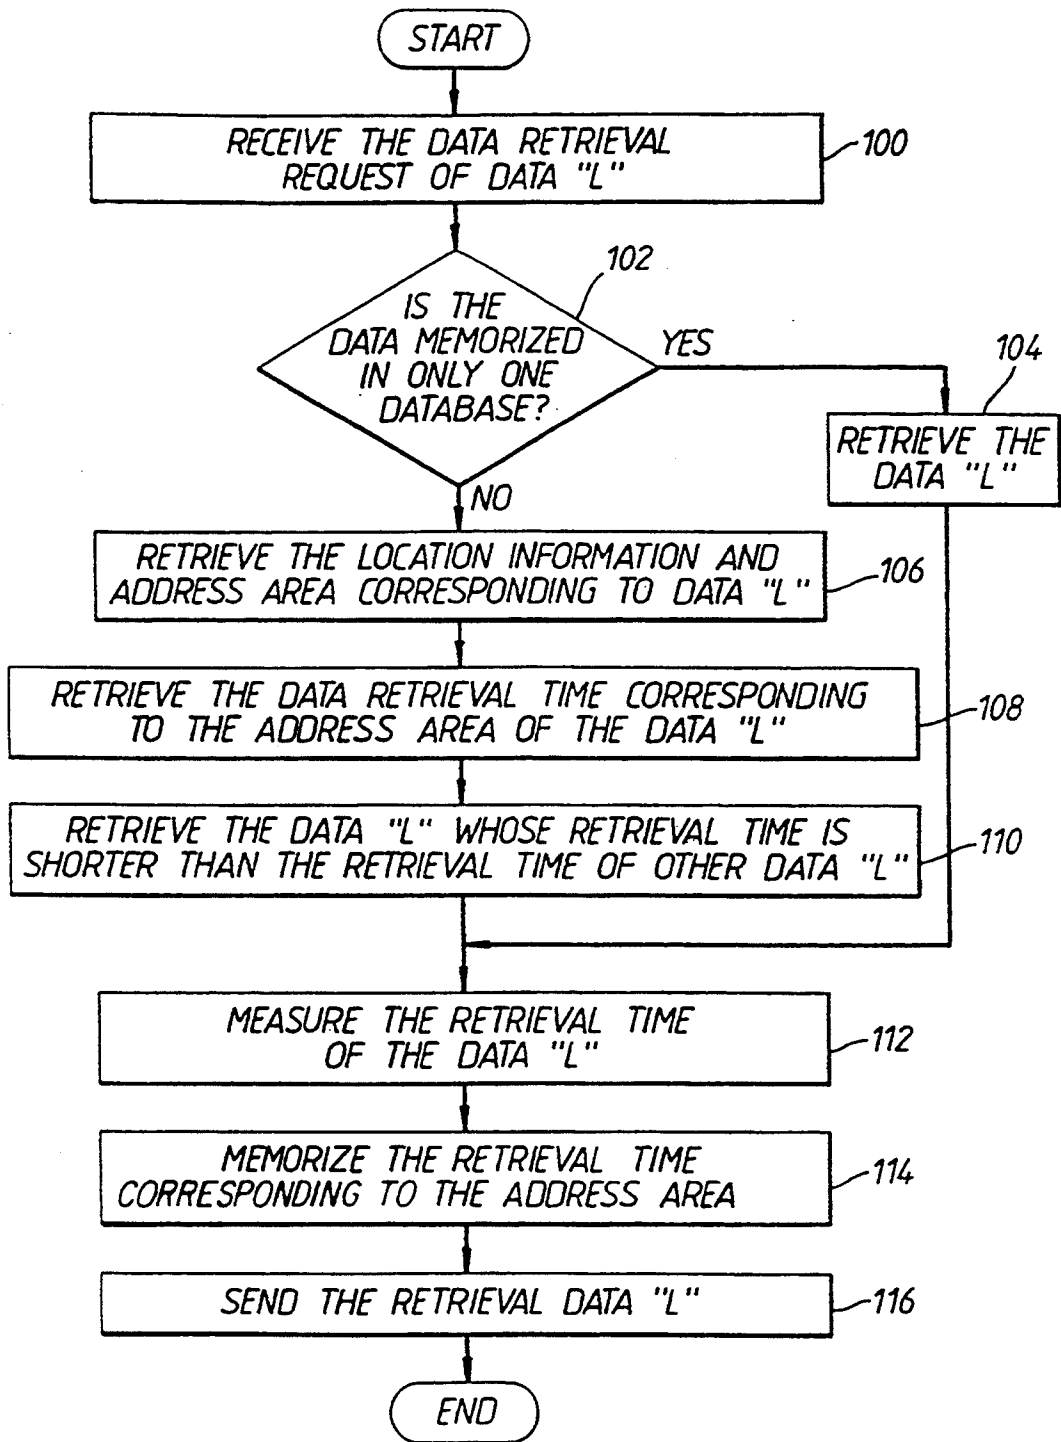 START
RECEIVE THE DATA RETRIEVAL
REQUEST OF DATA "L"
100
102
IS THE
DATA MEMORIZED
IN ONLY ONE
DATABASE?
YES
104
RETRIEVE THE
DATA "L"
NO
RETRIEVE THE LOCATION INFORMATION AND
ADDRESS AREA CORRESPONDING TO DATA "L"
106
RETRIEVE THE DATA RETRIEVAL TIME CORRESPONDING
TO THE ADDRESS AREA OF THE DATA "L"
108
RETRIEVE THE DATA "L" WHOSE RETRIEVAL TIME IS
SHORTER THAN THE RETRIEVAL TIME OF OTHER DATA "L"
110
MEASURE THE RETRIEVAL TIME
OF THE DATA "L"
112
MEMORIZE THE RETRIEVAL TIME
CORRESPONDING TO THE ADDRESS AREA
114
SEND THE RETRIEVAL DATA "L"
116
END